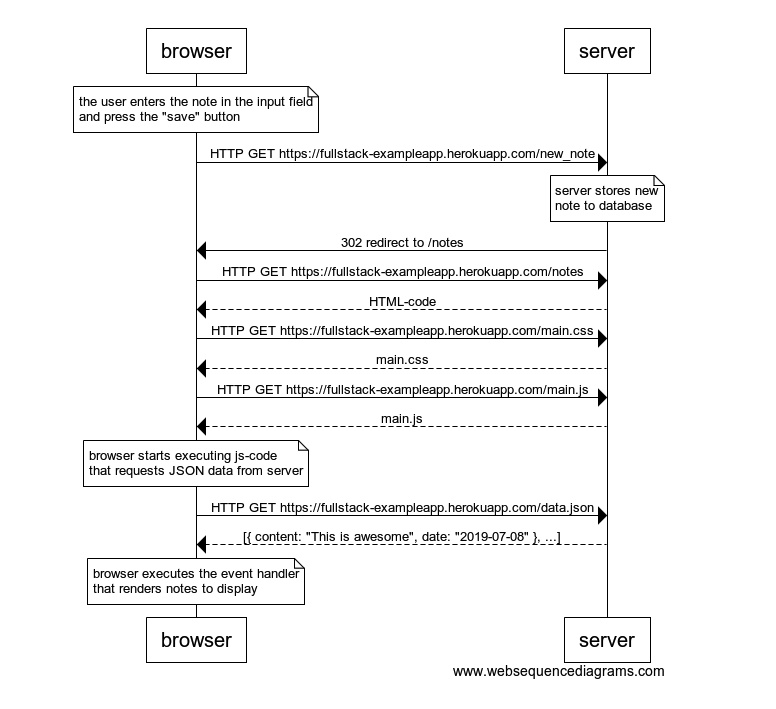 browser
server
the user enters the note in the input field
and press the "save" button
HTTP GET https://fullstack-exampleapp.herokuapp.com/new_note
server stores new
note to database
302 redirect to /notes
HTTP GET https://fullstack-exampleapp.herokuapp.com/notes
HTML-code
HTTP GET https://fullstack-exampleapp.herokuapp.com/main.css
main.css
HTTP GET https://fullstack-exampleapp.herokuapp.com/main.js
main.js
browser starts executing js-code
that requests JSON data from server
HTTP GET https://fullstack-exampleapp.herokuapp.com/data.json
[{ content: "This is awesome", date: "2019-07-08" }, ...]
browser executes the event handler
that renders notes to display
browser
server
www.websequencediagrams.com